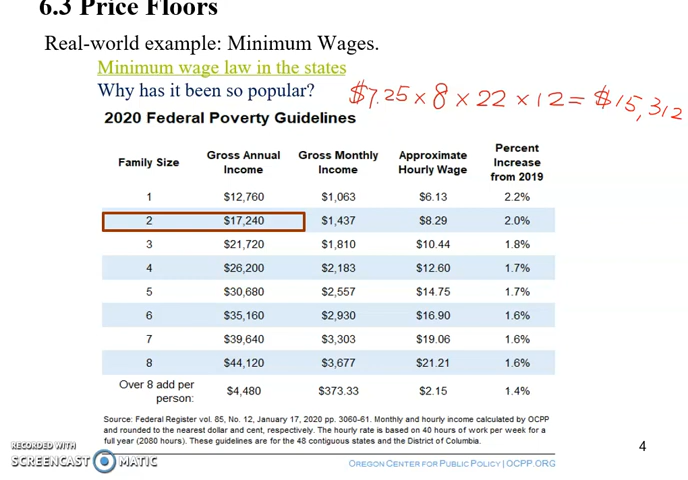 6.3 Price Floors
Real-world example: Minimum Wages.
Minimum wage law in the states
Why has it been so popular?
$7.25 × 8 × 22 × 12 = $15,312
2020 Federal Poverty Guidelines
Family Size Gross Annual Income Gross Monthly Income Approximate Hourly Wage Percent Increase from 2019
1 $12,760 $1,063 $6.13 2.2%
2 $17,240 $1,437 $8.29 2.0%
3 $21,720 $1,810 $10.44 1.8%
4 $26,200 $2,183 $12.60 1.7%
5 $30,680 $2,557 $14.75 1.7%
6 $35,160 $2,930 $16.90 1.6%
7 $39,640 $3,303 $19.06 1.6%
8 $44,120 $3,677 $21.21 1.6%
Over 8 add per person: $4,480 $373.33 $2.15 1.4%
Source: Federal Register vol. 85, No. 12, January 17, 2020 pp. 3060-61. Monthly and hourly income calculated by OCPP
and rounded to the nearest dollar and cent, respectively. The hourly rate is based on 40 hours of work per week for a
full year (2080 hours). These guidelines are for the 48 contiguous states and the District of Columbia.
4
RECORDED WITH
SCREENCAST MATIC
OREGON CENTER FOR PUBLIC POLICY | OCPP.ORG